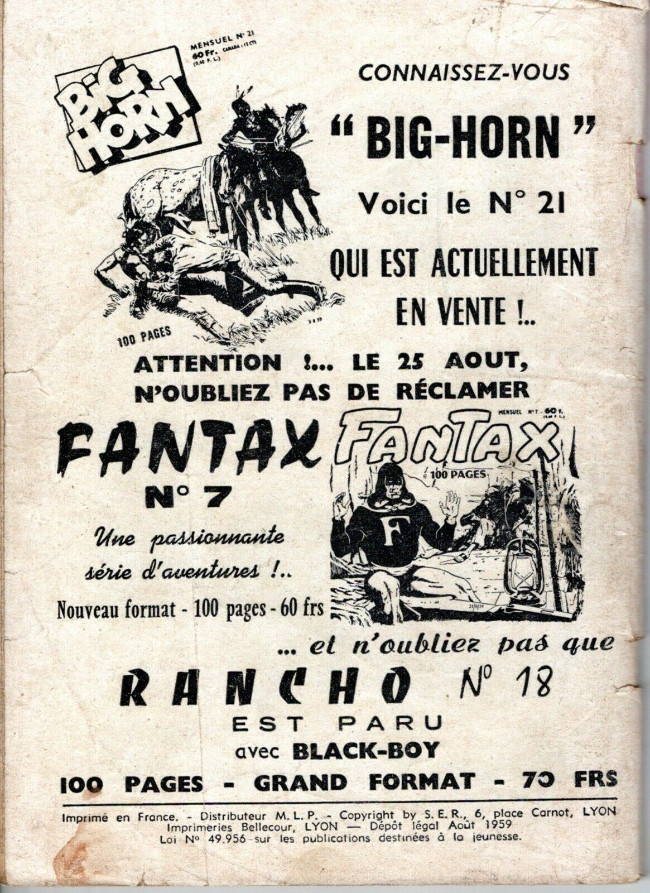 BIG HORN
MENSUEL N° 21
60 Fr. CANADA - 15 CTS
CONNAISSEZ-VOUS
“ BIG-HORN ”
Voici le N° 21
QUI EST ACTUELLEMENT
EN VENTE !..
100 PAGES
ATTENTION !... LE 25 AOUT,
N'OUBLIEZ PAS DE RÉCLAMER
FANTAX
N° 7
Une passionnante
série d'aventures !..
Nouveau format - 100 pages - 60 frs
MENSUEL N° 7 - 60 f.
FANTAX
100 PAGES
F
... et n'oubliez pas que
RANCHO N° 18
EST PARU
avec BLACK-BOY
100 PAGES - GRAND FORMAT - 70 FRS
Imprimé en France. - Distributeur M. L. P. - Copyright by S. E. R., 6, place Carnot, LYON
Imprimeries Bellecour, LYON — Dépôt légal Août 1959
Loi N° 49.956 sur les publications destinées à la jeunesse.